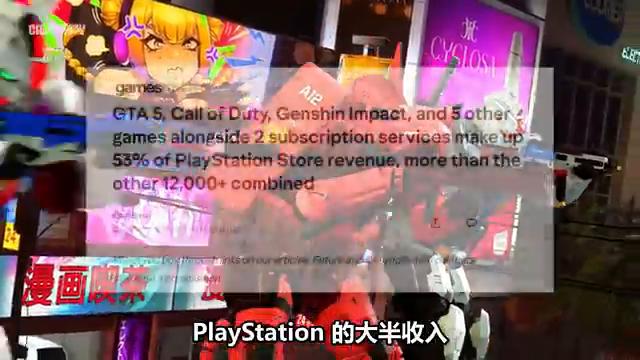 CYCLOSA
games
A12
GTA 5, Call of Duty, Genshin Impact, and 5 other
games alongside 2 subscription services make up
53% of PlayStation Store revenue, more than the
other 12,000+ combined
漫画喫茶
PlayStation 的大半收入